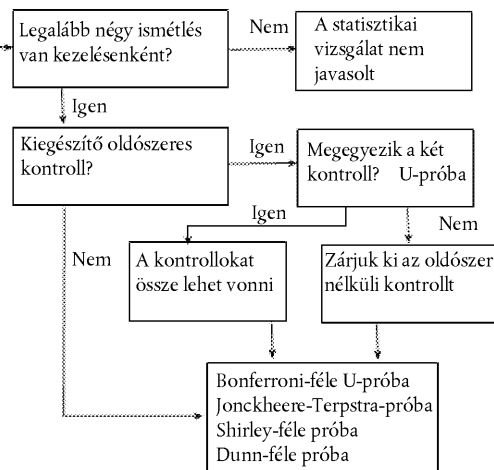 Legalább négy ismétlés
van kezelésenként?
Nem
A statisztikai
vizsgálat nem
javasolt
Igen
Kiegészítő oldószeres
kontroll?
Igen
Megegyezik a két
kontroll? U-próba
Igen
Nem
Nem
A kontrollokat
össze lehet vonni
Zárjuk ki az oldószer
nélküli kontrollt
Bonferroni-féle U-próba
Jonckheere-Terpstra-próba
Shirley-féle próba
Dunn-féle próba